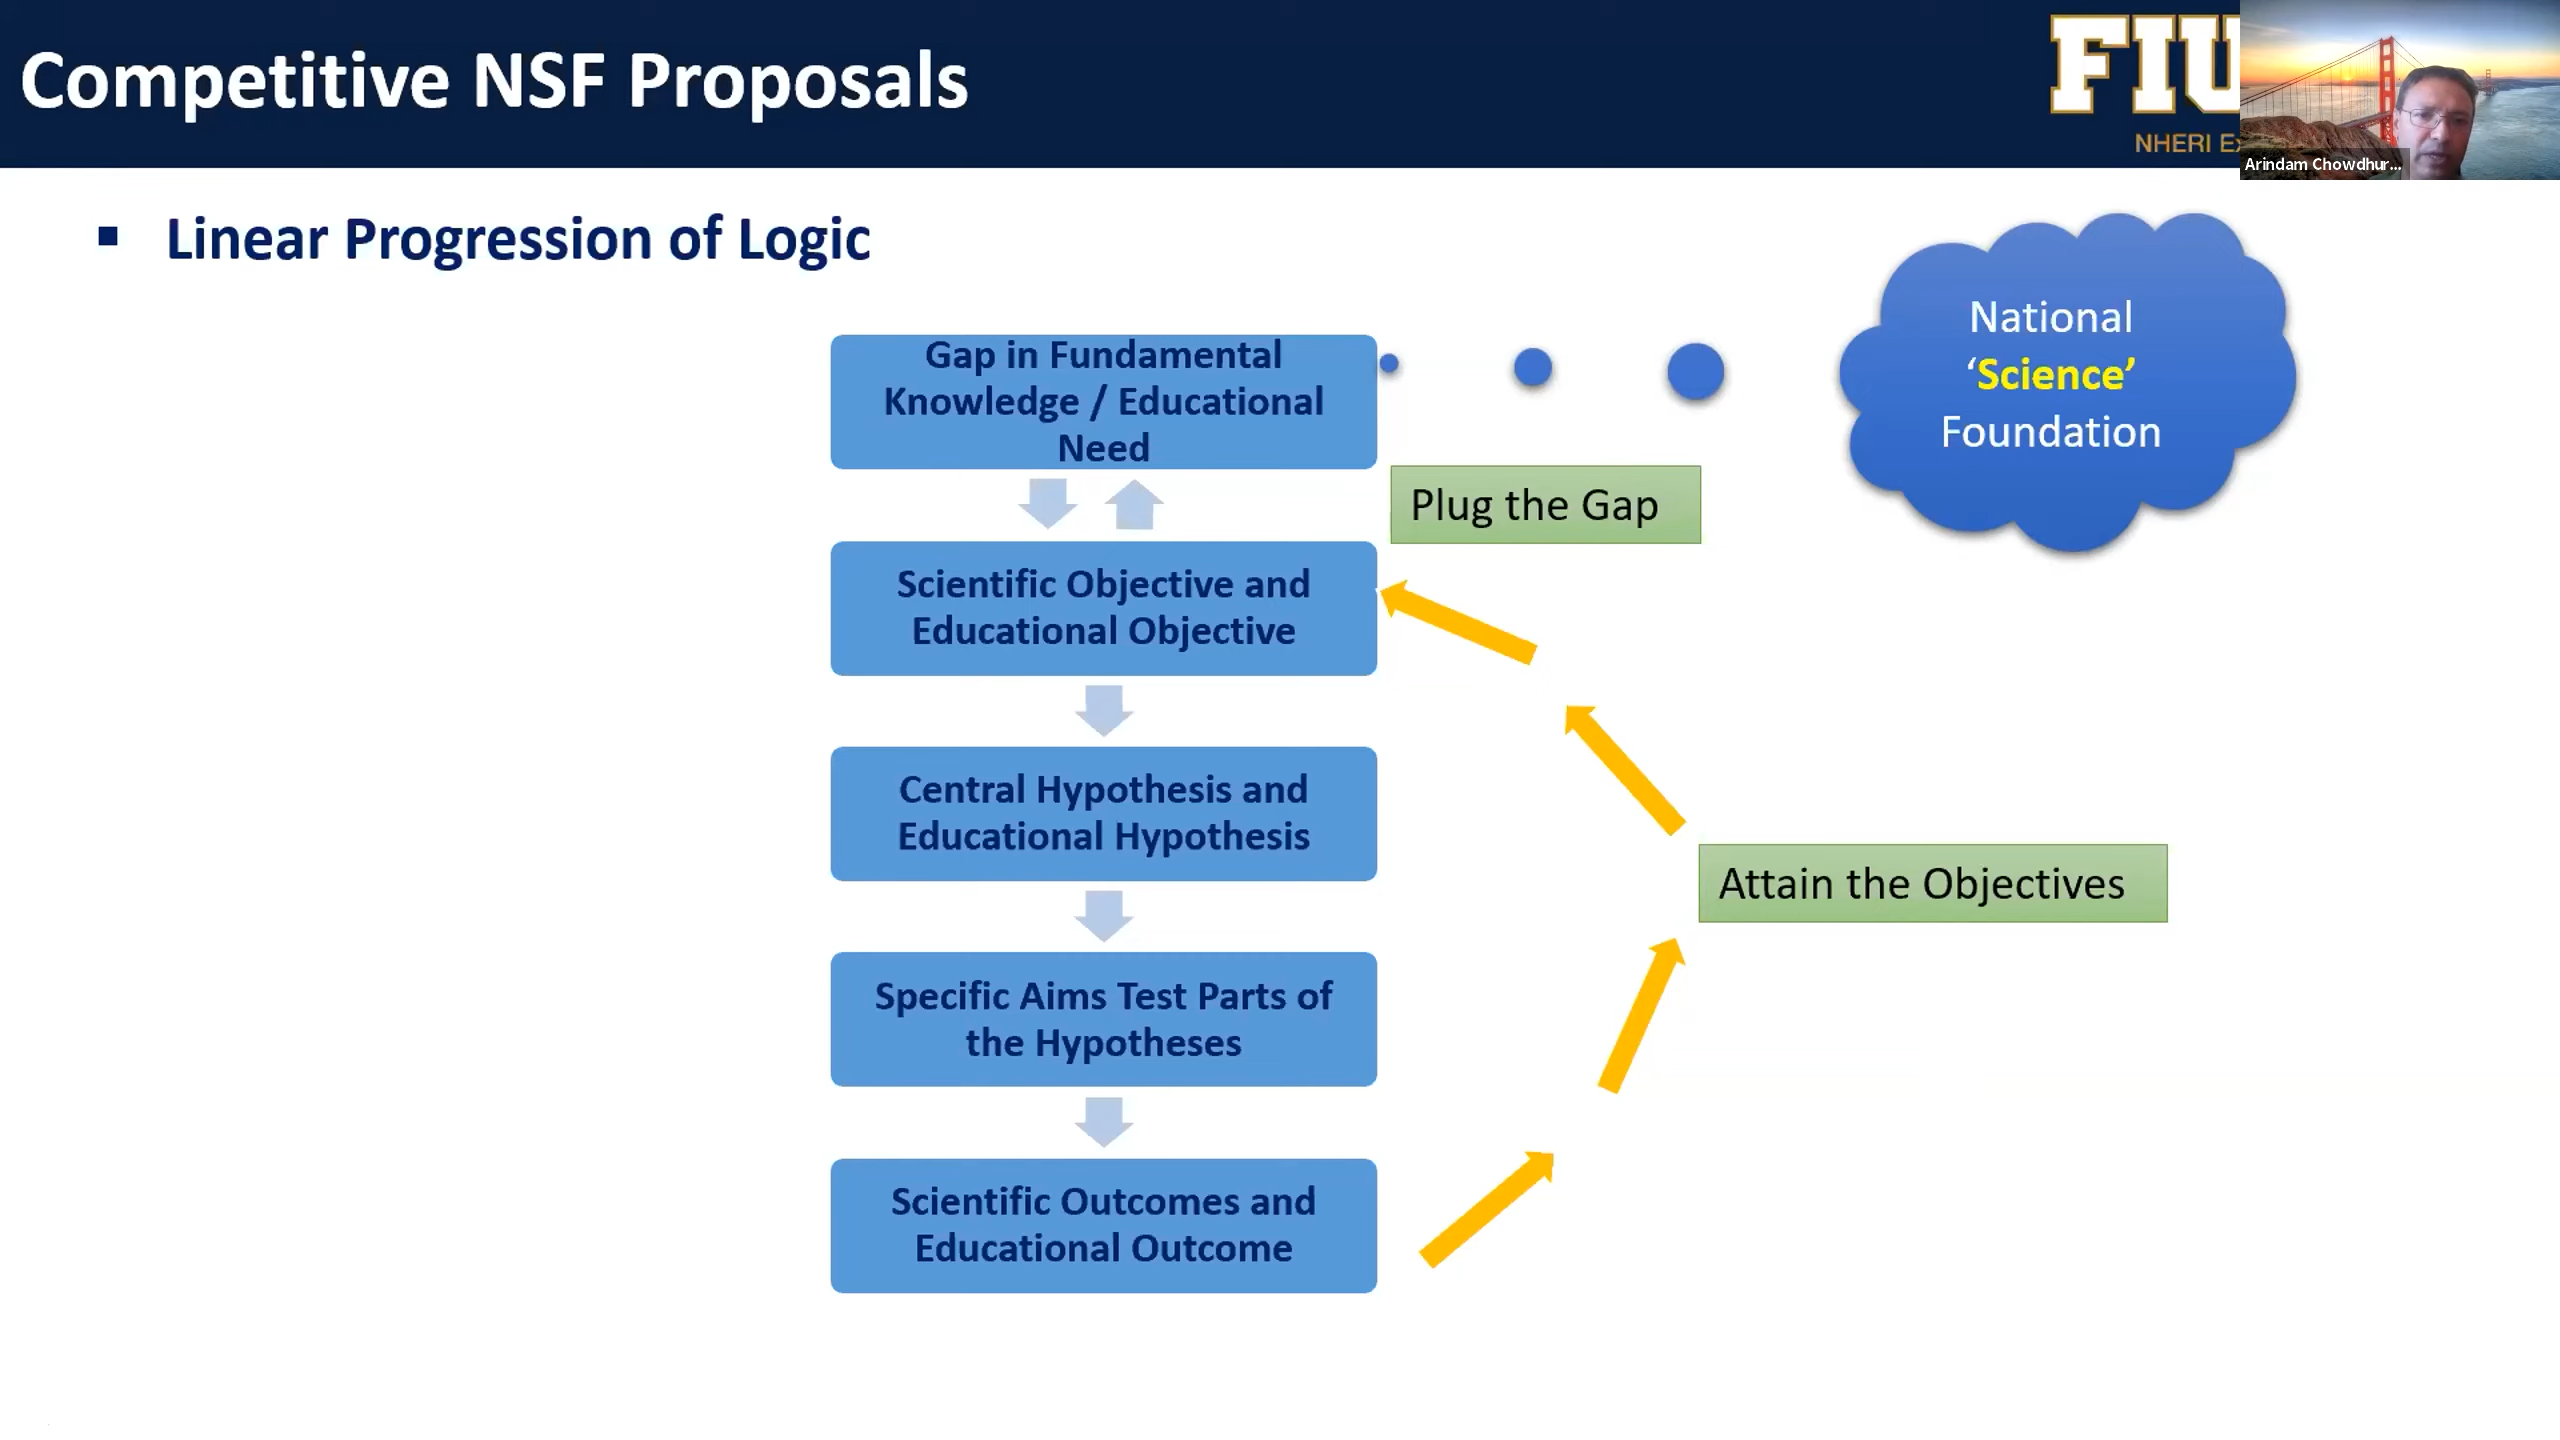 Competitive NSF Proposals
FIU
NHERI
Arindam Chowdhur...
▪ Linear Progression of Logic
Gap in Fundamental
Knowledge / Educational
Need
National
‘Science’
Foundation
Plug the Gap
Scientific Objective and
Educational Objective
Central Hypothesis and
Educational Hypothesis
Attain the Objectives
Specific Aims Test Parts of
the Hypotheses
Scientific Outcomes and
Educational Outcome